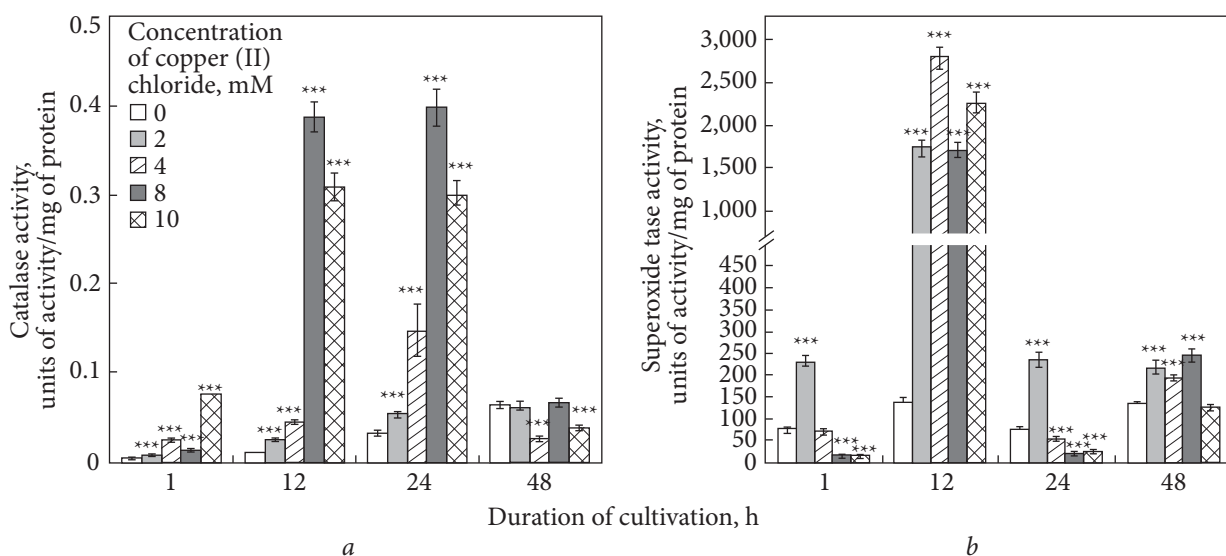 Catalase activity,
units of activity/mg of protein
0.5
0.4
0.3
0.2
0.1
0
Concentration
of copper (II)
chloride, mM
0
2
4
8
10
*** *** *** *** *** *** *** *** *** *** *** *** *** *** ***
1 12 24 48
a
Superoxide tase activity,
units of activity/mg of protein
3,000
2,500
2,000
1,500
1,000
450
400
350
300
250
200
150
100
50
0
*** *** *** *** *** *** *** *** *** *** *** *** *** ***
1 12 24 48
b
Duration of cultivation, h